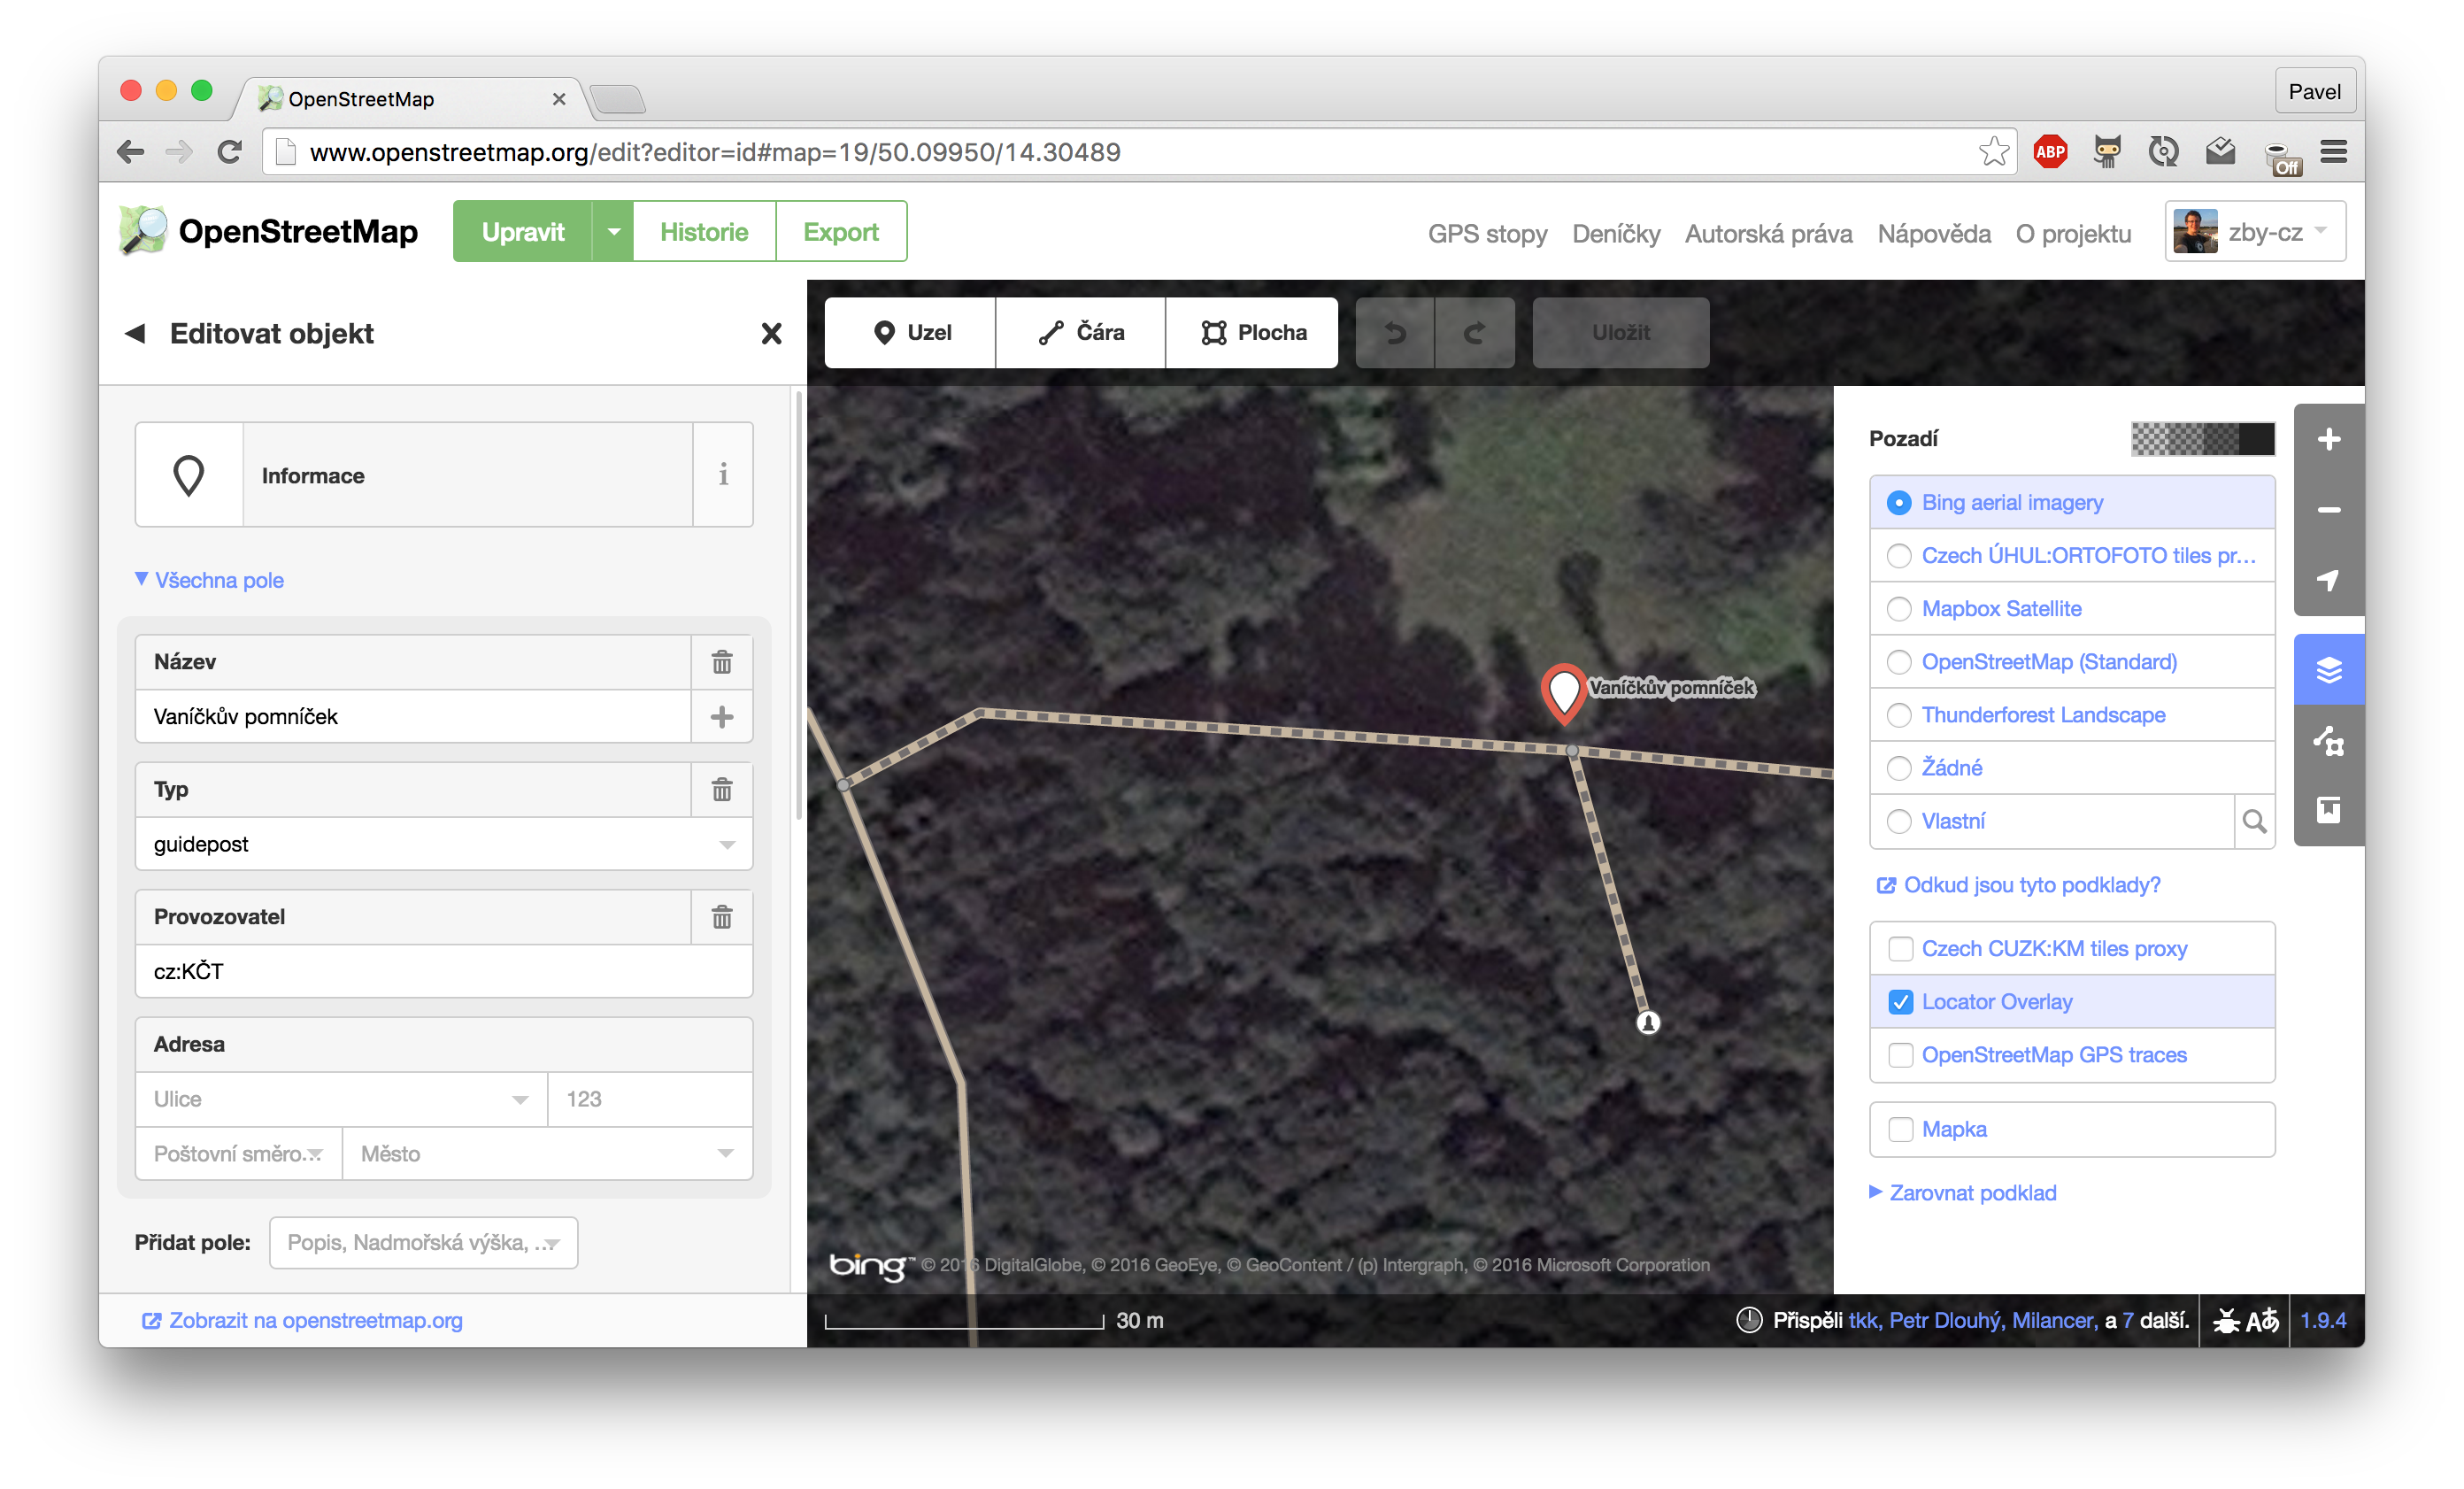 OpenStreetMap
Pavel
www.openstreetmap.org/edit?editor=id#map=19/50.09950/14.30489
ABP
Off
OpenStreetMap
Upravit
Historie
Export
GPS stopy
Deníčky
Autorská práva
Nápověda
O projektu
zby-cz
Editovat objekt
Uzel
Čára
Plocha
Uložit
Informace
i
Všechna pole
Název
Vaníčkův pomníček
Typ
guidepost
Provozovatel
cz:KČT
Adresa
Ulice
123
Poštovní směro...
Město
Přidat pole:
Popis, Nadmořská výška, ...
Zobrazit na openstreetmap.org
Vaníčkův pomníček
bing™ © 2016 DigitalGlobe, © 2016 GeoEye, © GeoContent / (p) Intergraph, © 2016 Microsoft Corporation
30 m
Pozadí
Bing aerial imagery
Czech ÚHUL:ORTOFOTO tiles pr...
Mapbox Satellite
OpenStreetMap (Standard)
Thunderforest Landscape
Žádné
Vlastní
Odkud jsou tyto podklady?
Czech CUZK:KM tiles proxy
Locator Overlay
OpenStreetMap GPS traces
Mapka
Zarovnat podklad
Přispěli tkk, Petr Dlouhý, Milancer, a 7 další.
Aあ
1.9.4